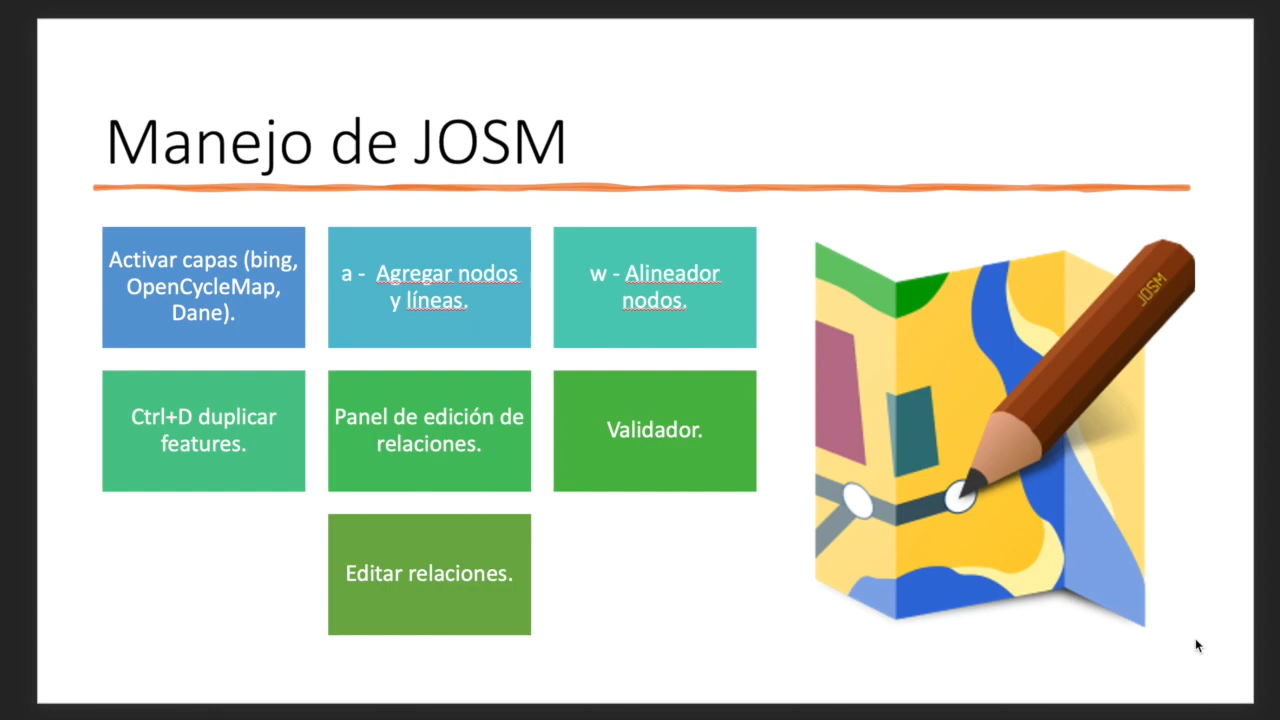 Manejo de JOSM
Activar capas (bing,
OpenCycleMap,
Dane).
a - Agregar nodos
y líneas.
w - Alineador
nodos.
Ctrl+D duplicar
features.
Panel de edición de
relaciones.
Validador.
Editar relaciones.
JOSM